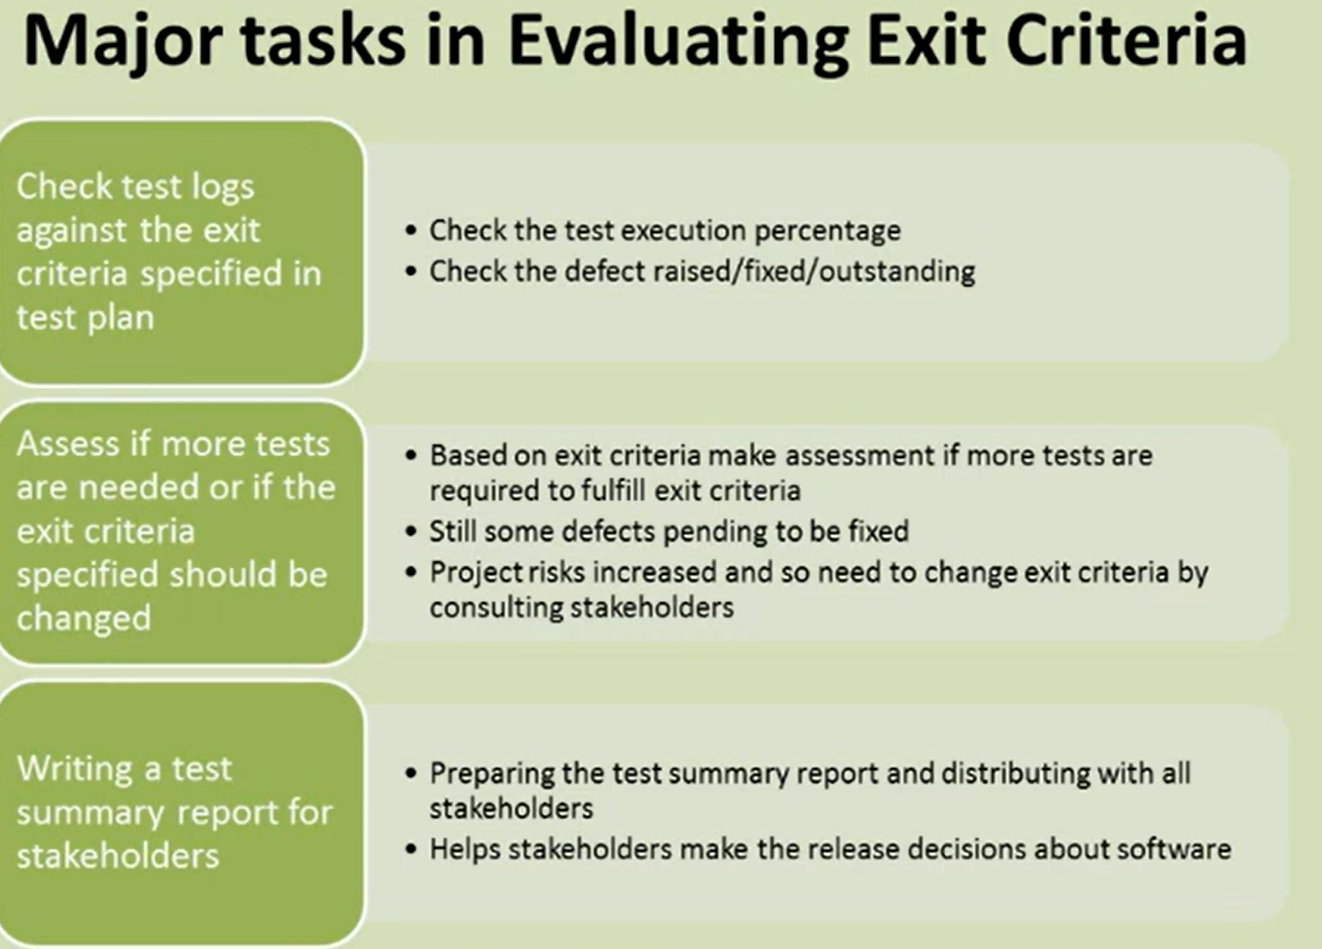 Major tasks in Evaluating Exit Criteria
Check test logs
against the exit
criteria specified in
test plan
• Check the test execution percentage
• Check the defect raised/fixed/outstanding
Assess if more tests
are needed or if the
exit criteria
specified should be
changed
• Based on exit criteria make assessment if more tests are
required to fulfill exit criteria
• Still some defects pending to be fixed
• Project risks increased and so need to change exit criteria by
consulting stakeholders
Writing a test
summary report for
stakeholders
• Preparing the test summary report and distributing with all
stakeholders
• Helps stakeholders make the release decisions about software